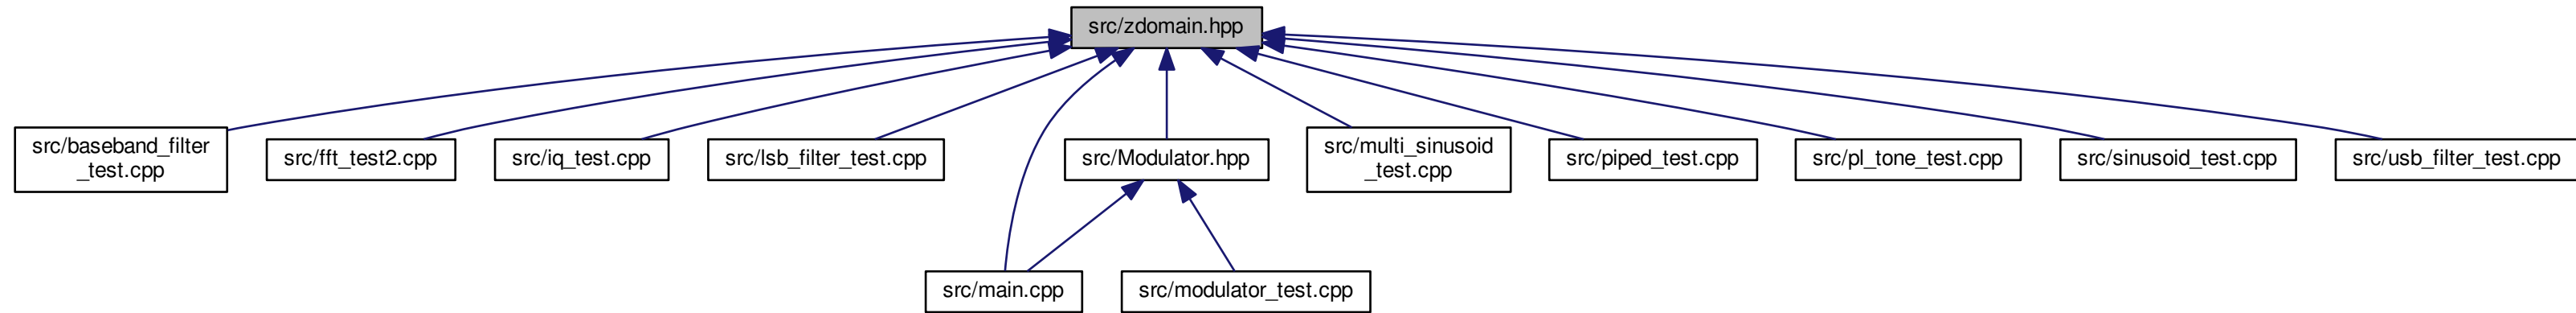 src/zdomain.hpp
src/baseband_filter
_test.cpp
src/fft_test2.cpp
src/iq_test.cpp
src/lsb_filter_test.cpp
src/Modulator.hpp
src/multi_sinusoid
_test.cpp
src/piped_test.cpp
src/pl_tone_test.cpp
src/sinusoid_test.cpp
src/usb_filter_test.cpp
src/main.cpp
src/modulator_test.cpp